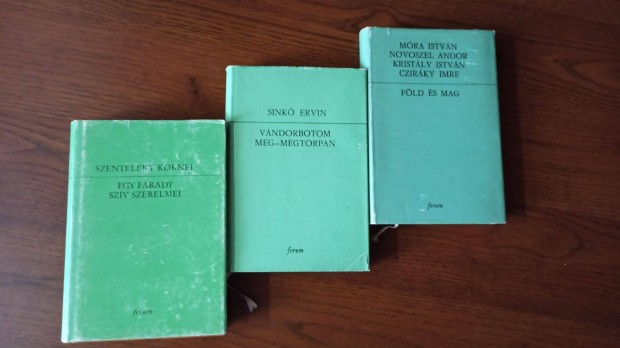 SZENTELEKY KORNÉL
EGY FÁRADT
SZÍV SZERELMEI
forum
SINKÓ ERVIN
VÁNDORBOTOM
MEG-MEGTORPAN
forum
MÓRA ISTVÁN
NOVOSZEL ANDOR
KRISTÁLY ISTVÁN
CZIRÁKY IMRE
FÖLD ÉS MAG
forum